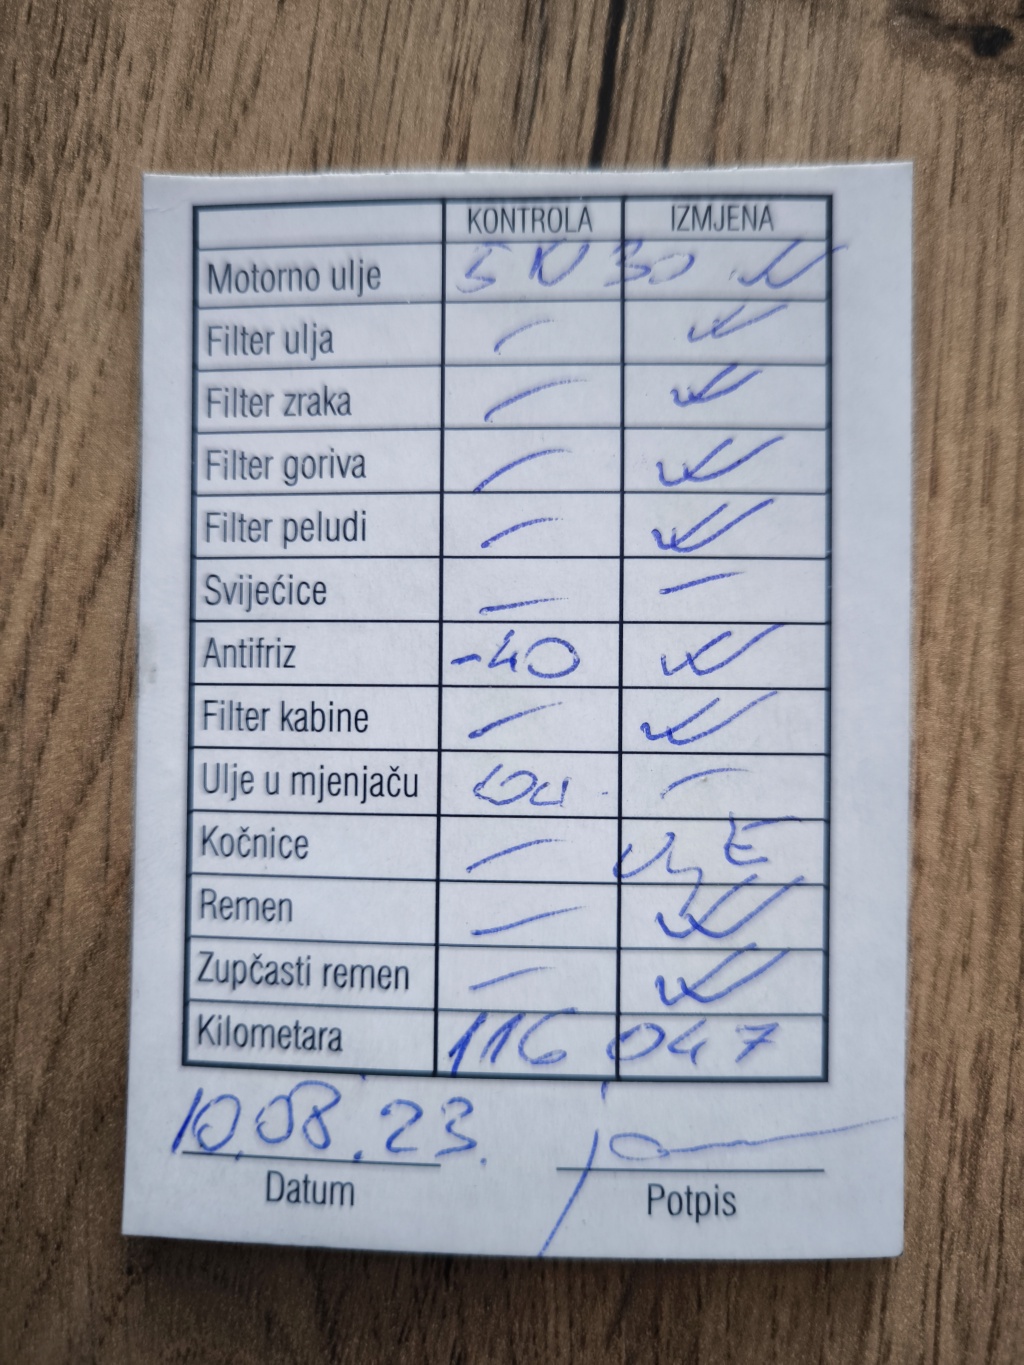 KONTROLA IZMJENA
Motorno ulje 5W30 ✓
Filter ulja – ✓
Filter zraka – ✓
Filter goriva – ✓
Filter peludi – ✓
Svijećice – –
Antifriz -40 ✓
Filter kabine – ✓
Ulje u mjenjaču –
Kočnice –
Remen – ✓
Zupčasti remen – ✓
Kilometara 116 047
10.08.23.
Datum Potpis